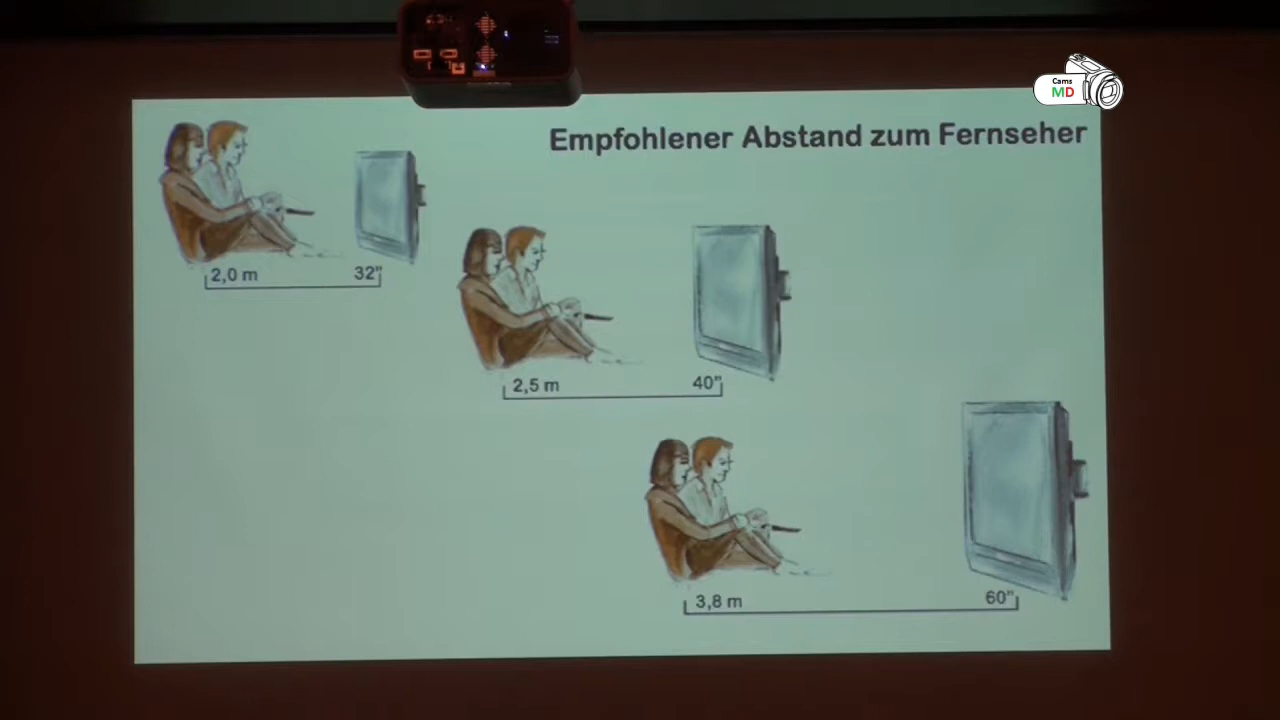 Cams
MD
Empfohlener Abstand zum Fernseher
2,0 m 32"
2,5 m 40"
3,8 m 60"